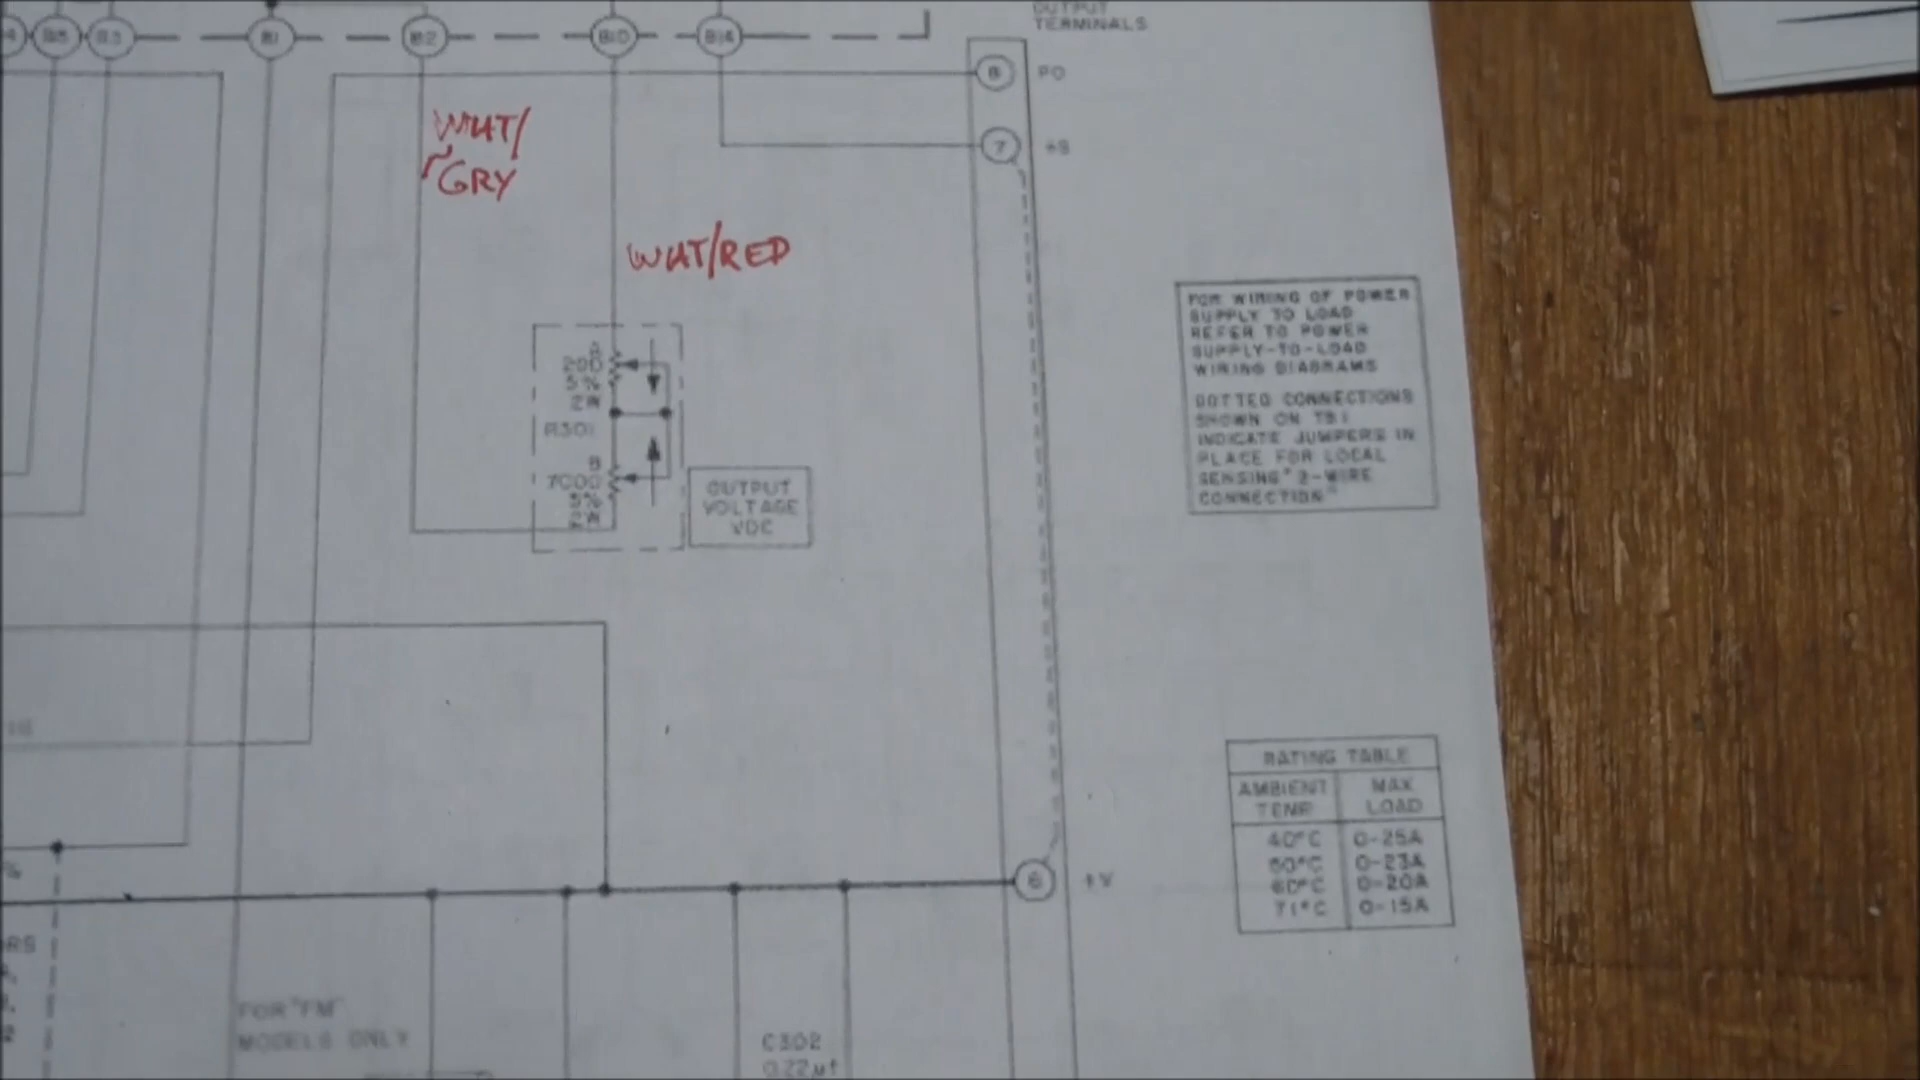 OUTPUT
TERMINALS
B5
B1
B12
B10
B14
8
PO
7
+S
WHT/
GRY
WHT/RED
A
200
5%
2W
R301
B
7000
5%
2W
OUTPUT
VOLTAGE
VDC
FOR WIRING OF POWER
SUPPLY TO LOAD
REFER TO POWER
SUPPLY-TO-LOAD
WIRING DIAGRAMS
DOTTED CONNECTIONS
SHOWN ON TB1
INDICATE JUMPERS IN
PLACE FOR LOCAL
SENSING "2-WIRE
CONNECTION"
RATING TABLE
AMBIENT TEMP
MAX LOAD
40°C 0-25A
50°C 0-23A
60°C 0-20A
71°C 0-15A
6
+V
RS
FOR "FM"
MODELS ONLY
C302
0.22µf